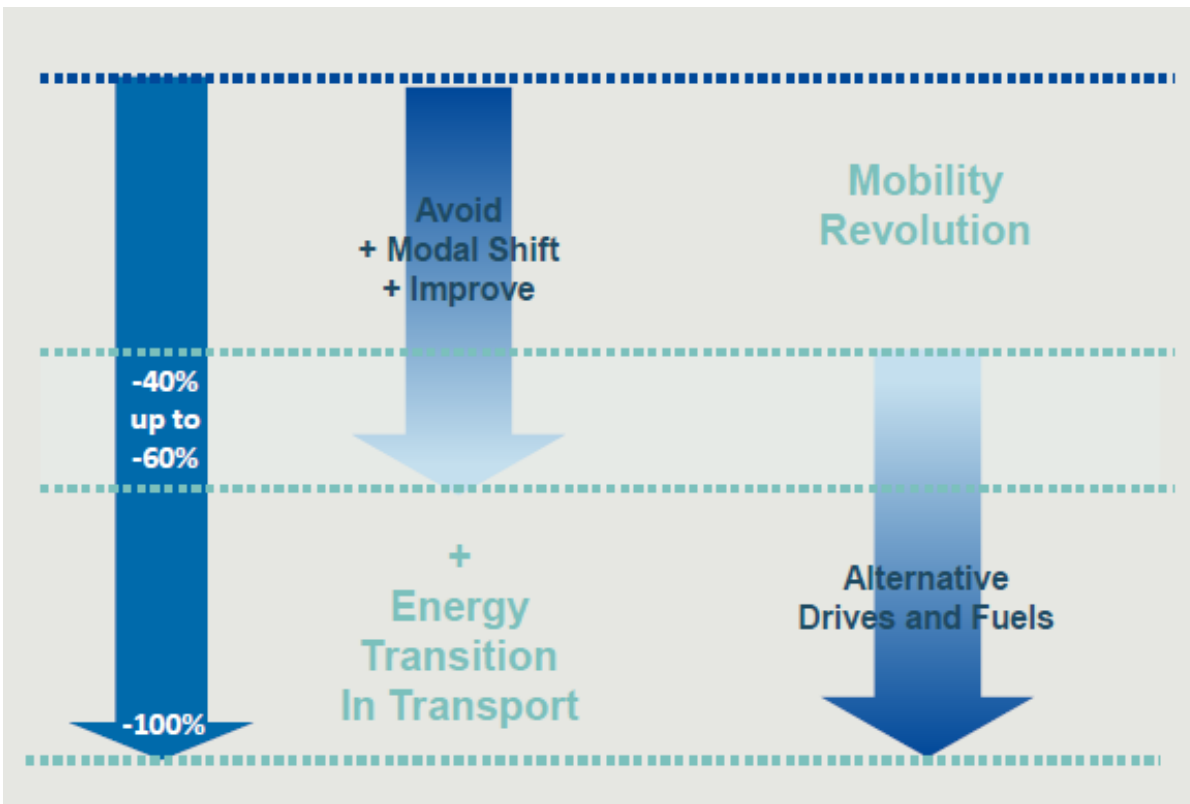 Avoid
+ Modal Shift
+ Improve
Mobility
Revolution
-40%
up to
-60%
+
Energy
Transition
In Transport
Alternative
Drives and Fuels
-100%